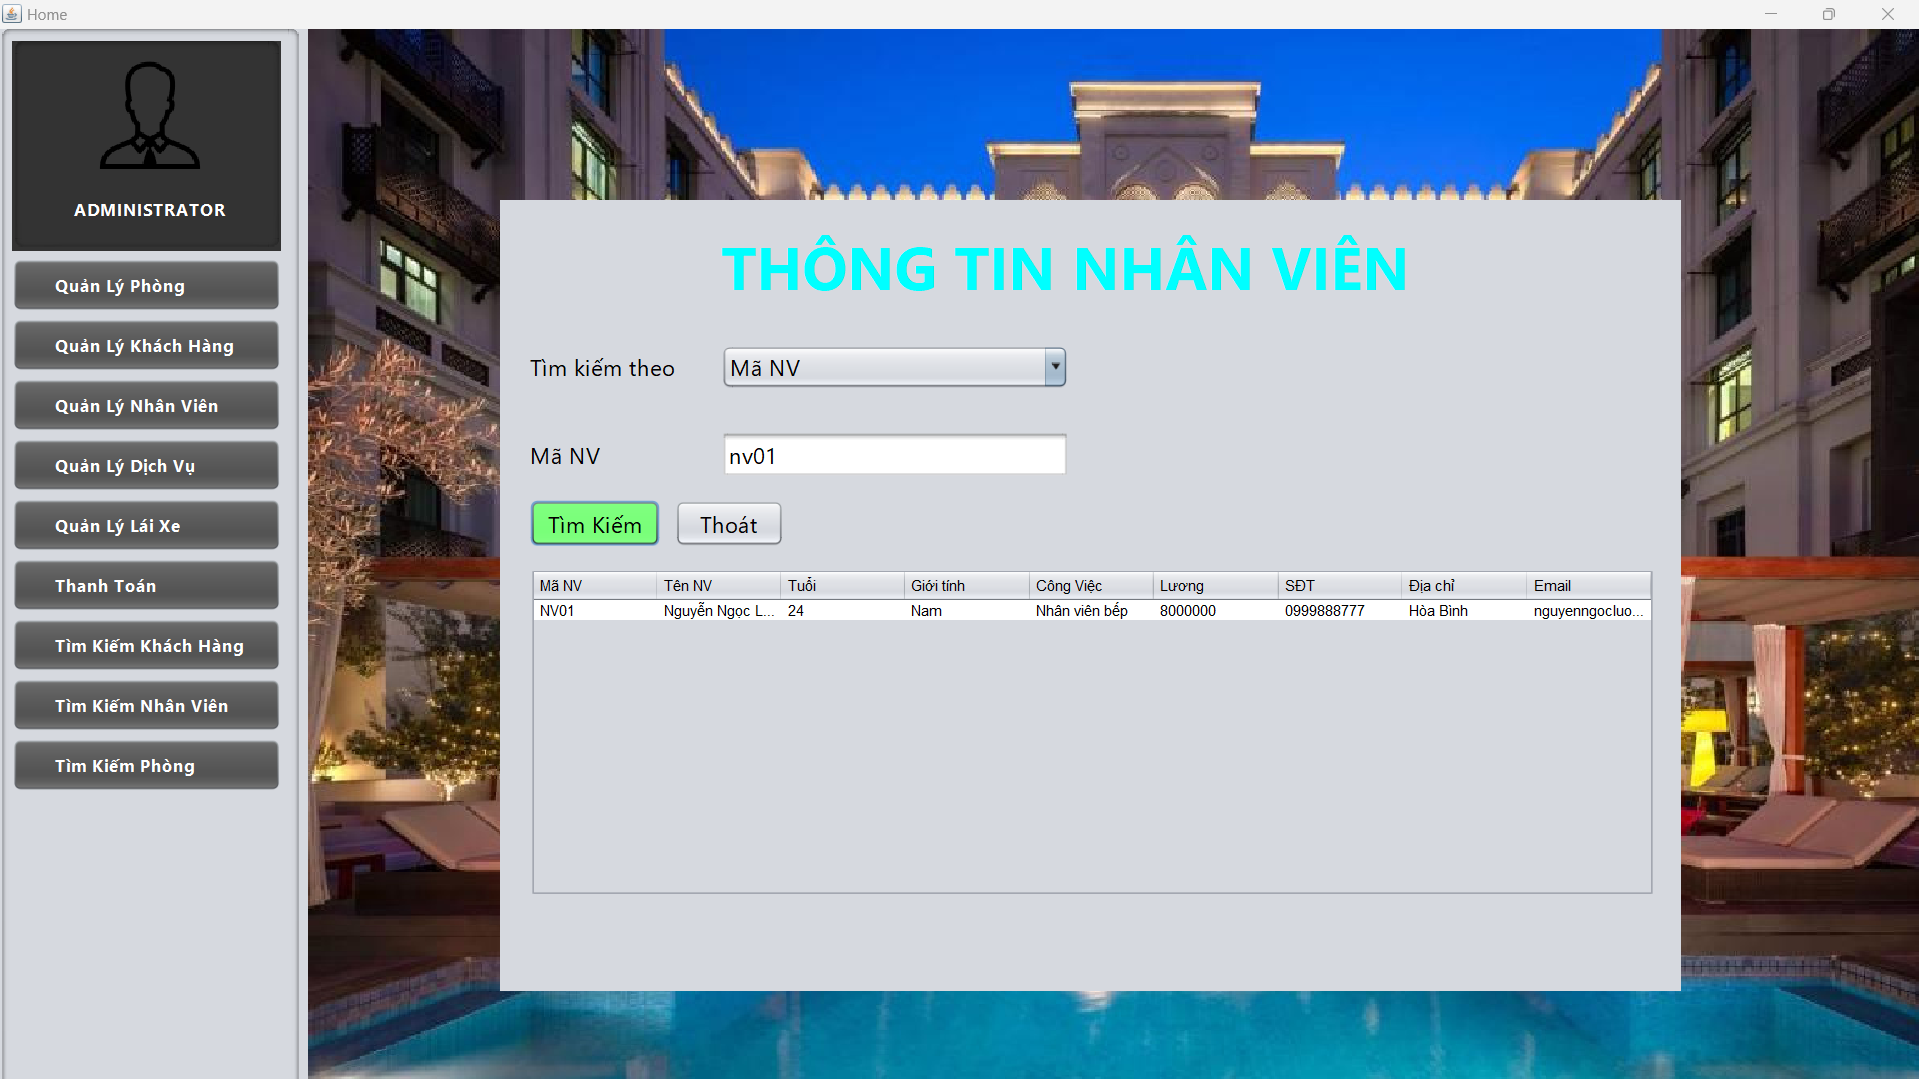 Home
ADMINISTRATOR
Quản Lý Phòng
Quản Lý Khách Hàng
Quản Lý Nhân Viên
Quản Lý Dịch Vụ
Quản Lý Lái Xe
Thanh Toán
Tìm Kiếm Khách Hàng
Tìm Kiếm Nhân Viên
Tìm Kiếm Phòng
THÔNG TIN NHÂN VIÊN
Tìm kiếm theo Mã NV
Mã NV nv01
Tìm Kiếm Thoát
Mã NV Tên NV Tuổi Giới tính Công Việc Lương SĐT Địa chỉ Email
NV01 Nguyễn Ngọc L... 24 Nam Nhân viên bếp 8000000 0999888777 Hòa Bình nguyenngocluo...